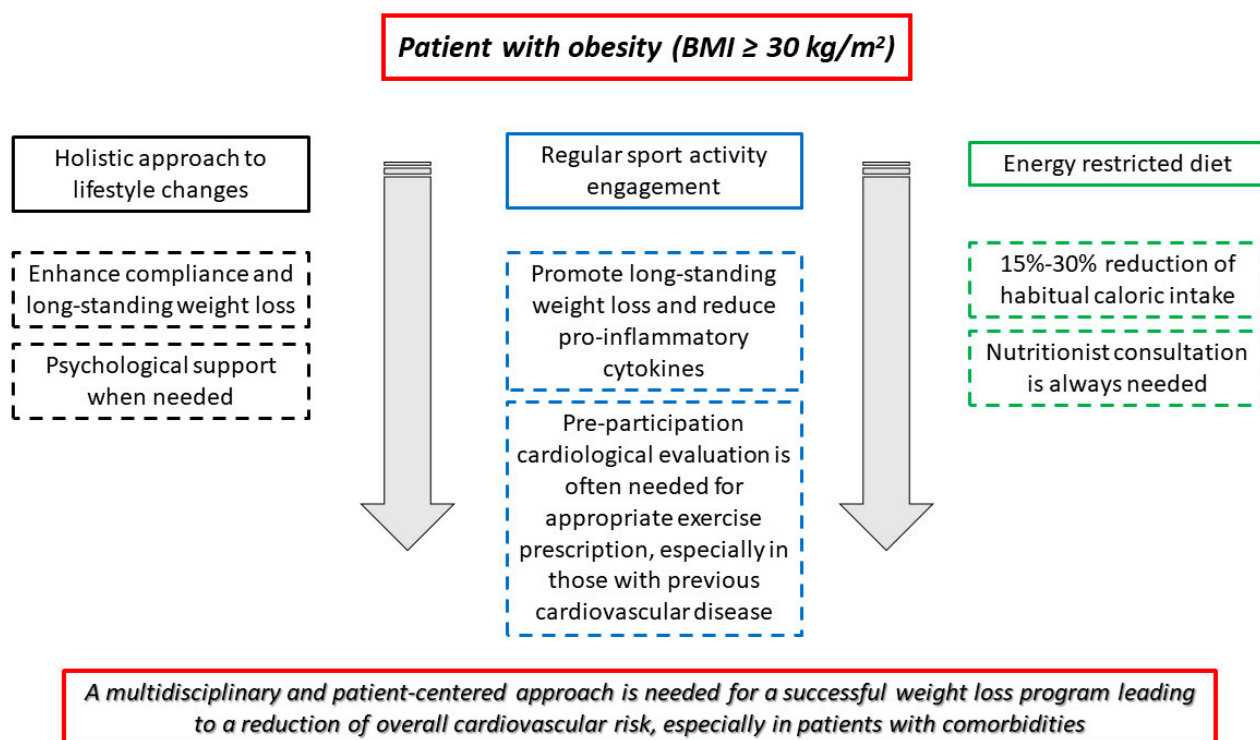 Patient with obesity (BMI ≥ 30 kg/m²)
Holistic approach to
lifestyle changes
Enhance compliance and
long-standing weight loss
Psychological support
when needed
Regular sport activity
engagement
Promote long-standing
weight loss and reduce
pro-inflammatory
cytokines
Pre-participation
cardiological evaluation is
often needed for
appropriate exercise
prescription, especially in
those with previous
cardiovascular disease
Energy restricted diet
15%-30% reduction of
habitual caloric intake
Nutritionist consultation
is always needed
A multidisciplinary and patient-centered approach is needed for a successful weight loss program leading
to a reduction of overall cardiovascular risk, especially in patients with comorbidities